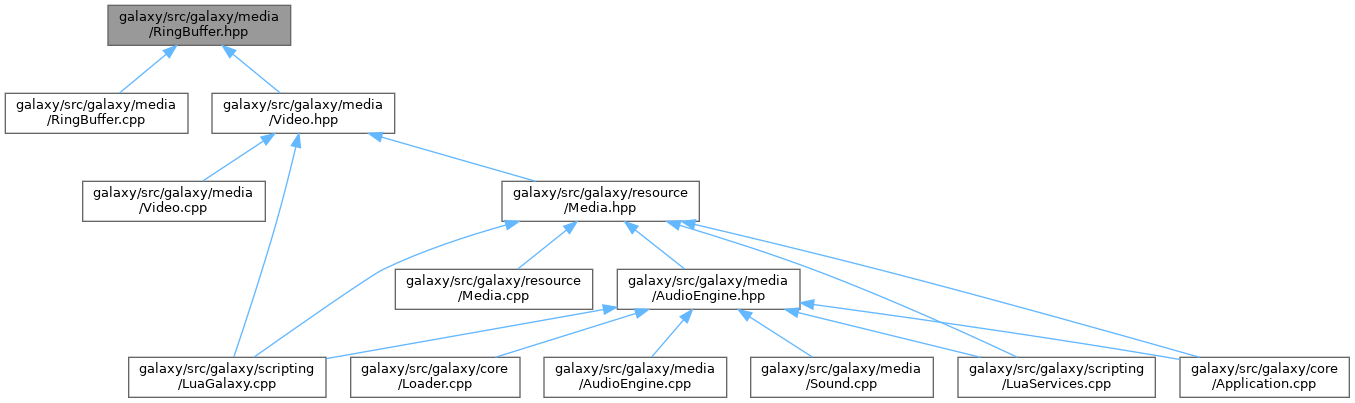 galaxy/src/galaxy/media
/RingBuffer.hpp
galaxy/src/galaxy/media
/RingBuffer.cpp
galaxy/src/galaxy/media
/Video.hpp
galaxy/src/galaxy/media
/Video.cpp
galaxy/src/galaxy/resource
/Media.hpp
galaxy/src/galaxy/resource
/Media.cpp
galaxy/src/galaxy/media
/AudioEngine.hpp
galaxy/src/galaxy/scripting
/LuaGalaxy.cpp
galaxy/src/galaxy/core
/Loader.cpp
galaxy/src/galaxy/media
/AudioEngine.cpp
galaxy/src/galaxy/media
/Sound.cpp
galaxy/src/galaxy/scripting
/LuaServices.cpp
galaxy/src/galaxy/core
/Application.cpp